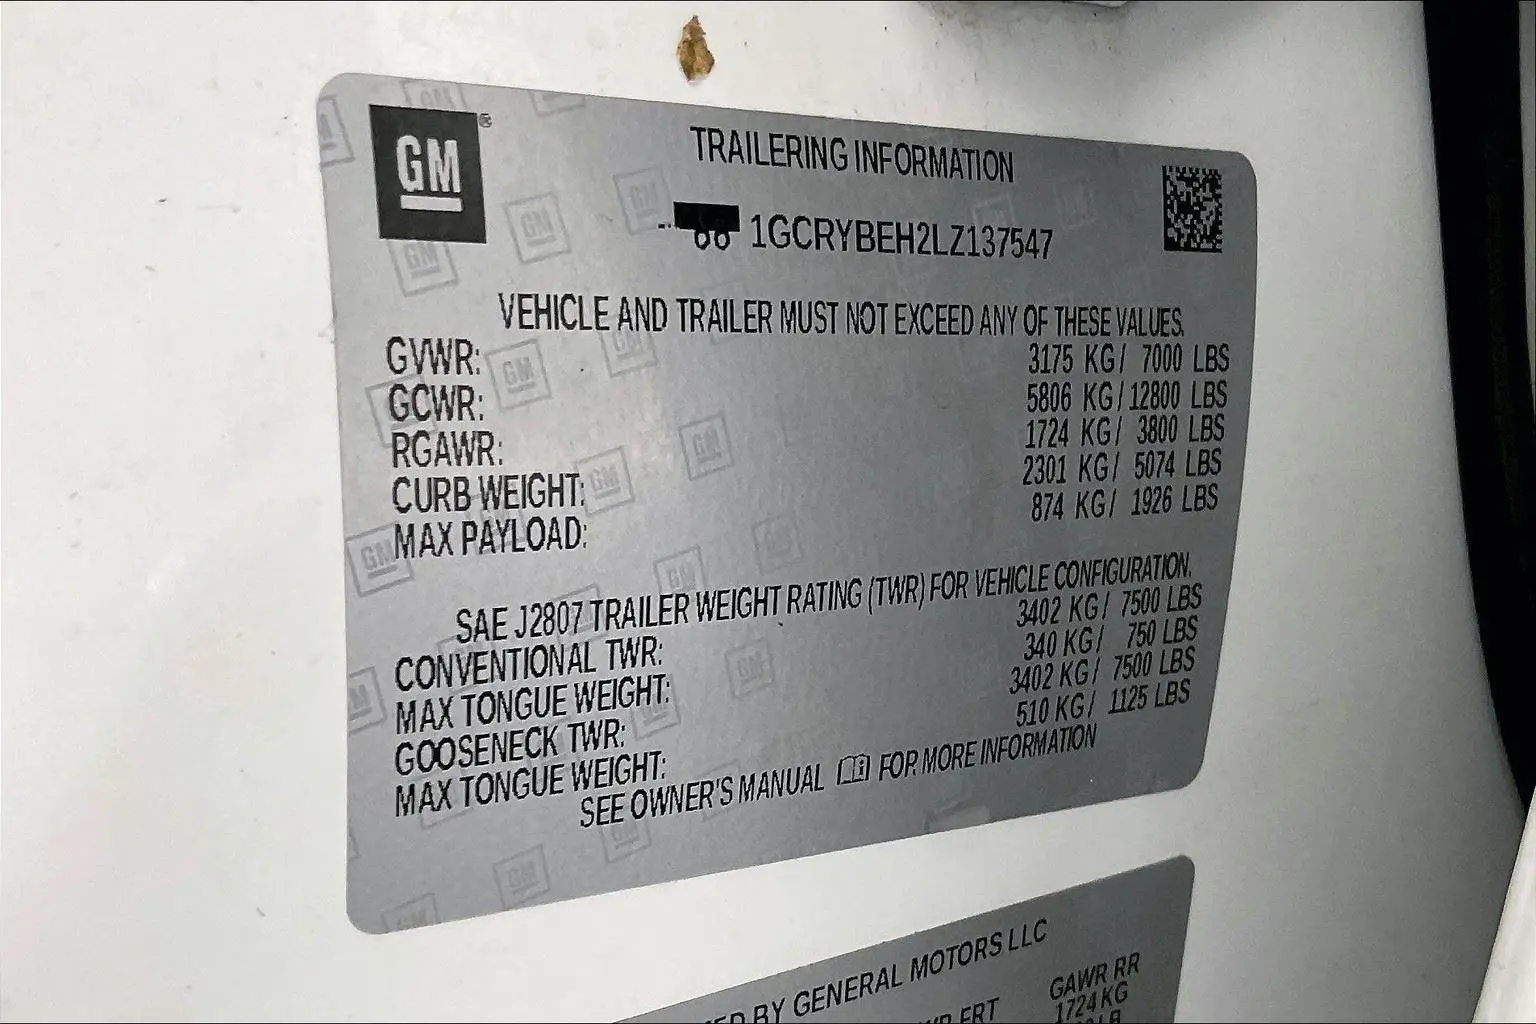 GM
TRAILERING INFORMATION
1GCRYBEH2LZ137547
VEHICLE AND TRAILER MUST NOT EXCEED ANY OF THESE VALUES.
GVWR: 3175 KG/ 7000 LBS
GCWR: 5806 KG/12800 LBS
RGAWR: 1724 KG/ 3800 LBS
CURB WEIGHT: 2301 KG/ 5074 LBS
MAX PAYLOAD: 874 KG/ 1926 LBS
SAE J2807 TRAILER WEIGHT RATING (TWR) FOR VEHICLE CONFIGURATION.
CONVENTIONAL TWR: 3402 KG/ 7500 LBS
MAX TONGUE WEIGHT: 340 KG/ 750 LBS
GOOSENECK TWR: 3402 KG/ 7500 LBS
MAX TONGUE WEIGHT: 510 KG/ 1125 LBS
SEE OWNER'S MANUAL FOR MORE INFORMATION
BY GENERAL MOTORS LLC
FRT GAWR RR
1724 KG
LB